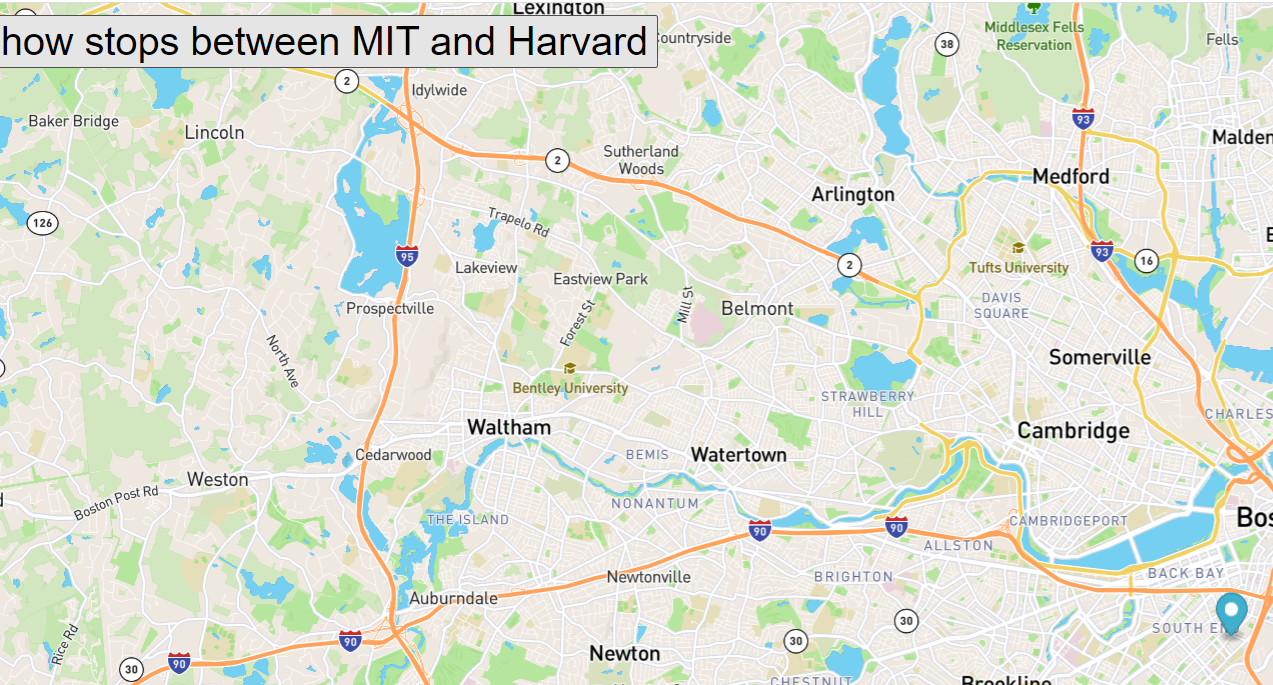 Lexington
how stops between MIT and Harvard
Countryside
Middlesex Fells
Reservation
38
Fells
2
Idylwide
93
Baker Bridge
Lincoln
Malden
Sutherland
Woods
2
Medford
Arlington
126
Trapelo Rd
95
Lakeview
Eastview Park
2
Tufts University
93
16
DAVIS
SQUARE
Prospectville
Forest St
Mill St
Belmont
North Ave
Somerville
Bentley University
STRAWBERRY
HILL
CHARLES
Waltham
Cambridge
Cedarwood
BEMIS
Watertown
Weston
Boston Post Rd
NONANTUM
THE ISLAND
90
90
CAMBRIDGEPORT
Bos
ALLSTON
Newtonville
BRIGHTON
BACK BAY
Auburndale
30
SOUTH EN
Rice Rd
90
90
30
30
Newton
CHESTNUT
Brookline